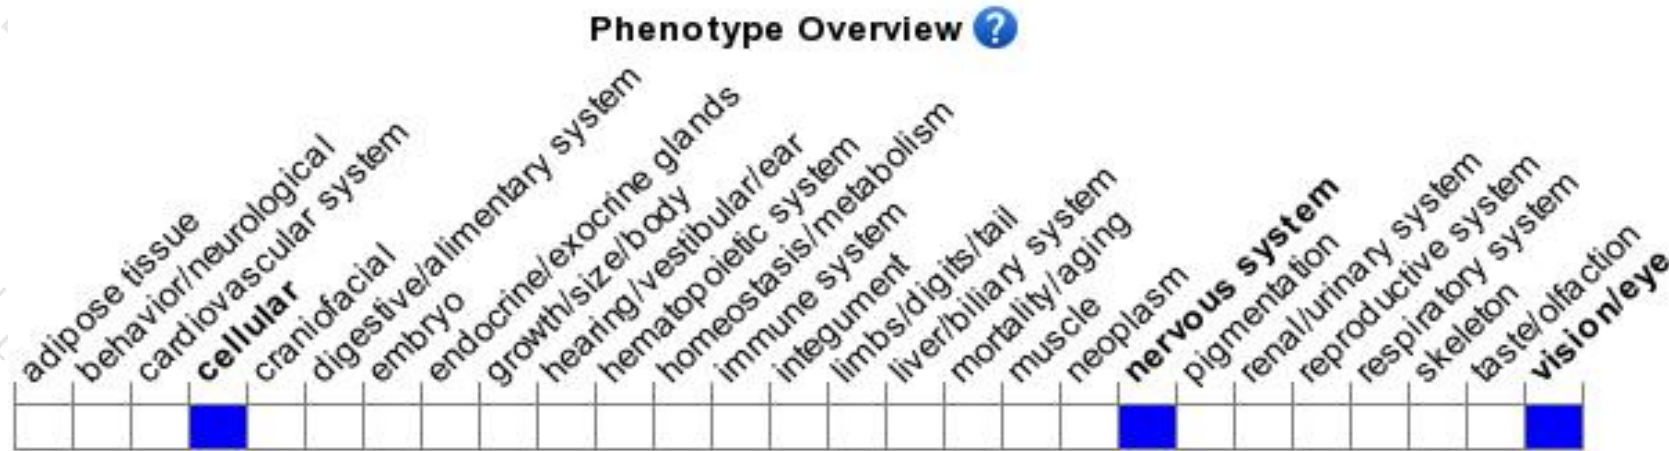 Phenotype Overview ?
adipose tissue
behavior/neurological
cardiovascular system
cellular
craniofacial
digestive/alimentary system
embryo
endocrine/exocrine glands
growth/size/body
hearing/vestibular/ear
hematopoietic system
homeostasis/metabolism
immune system
integument
limbs/digits/tail
liver/biliary system
mortality/aging
muscle
neoplasm
nervous system
pigmentation
renal/urinary system
reproductive system
respiratory system
skeleton
taste/olfaction
vision/eye